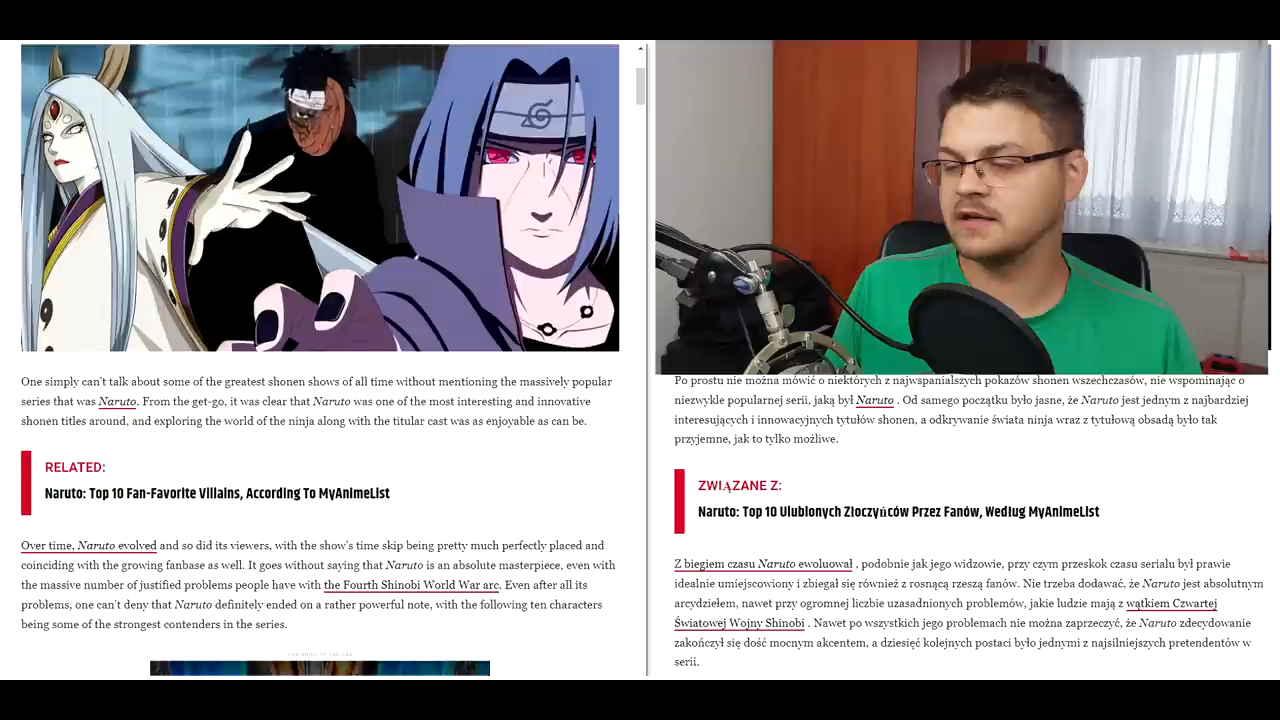 One simply can't talk about some of the greatest shonen shows of all time without mentioning the massively popular
series that was Naruto. From the get-go, it was clear that Naruto was one of the most interesting and innovative
shonen titles around, and exploring the world of the ninja along with the titular cast was as enjoyable as can be.
RELATED:
Naruto: Top 10 Fan-Favorite Villains, According To MyAnimeList
Over time, Naruto evolved and so did its viewers, with the show's time skip being pretty much perfectly placed and
coinciding with the growing fanbase as well. It goes without saying that Naruto is an absolute masterpiece, even with
the massive number of justified problems people have with the Fourth Shinobi World War arc. Even after all its
problems, one can't deny that Naruto definitely ended on a rather powerful note, with the following ten characters
being some of the strongest contenders in the series.
Po prostu nie można mówić o niektórych z najwspanialszych pokazów shonen wszechczasów, nie wspominając o
niezwykle popularnej serii, jaką był Naruto . Od samego początku było jasne, że Naruto jest jednym z najbardziej
interesujących i innowacyjnych tytułów shonen, a odkrywanie świata ninja wraz z tytułową obsadą było tak
przyjemne, jak to tylko możliwe.
ZWIĄZANE Z:
Naruto: Top 10 Ulubionych Złoczyńców Przez Fanów, Według MyAnimeList
Z biegiem czasu Naruto ewoluował , podobnie jak jego widzowie, przy czym przeskok czasu serialu był prawie
idealnie umiejscowiony i zbiegał się również z rosnącą rzeszą fanów. Nie trzeba dodawać, że Naruto jest absolutnym
arcydziełem, nawet przy ogromnej liczbie uzasadnionych problemów, jakie ludzie mają z wątkiem Czwartej
Światowej Wojny Shinobi . Nawet po wszystkich jego problemach nie można zaprzeczyć, że Naruto zdecydowanie
zakończył się dość mocnym akcentem, a dziesięć kolejnych postaci było jednymi z najsilniejszych pretendentów w
serii.